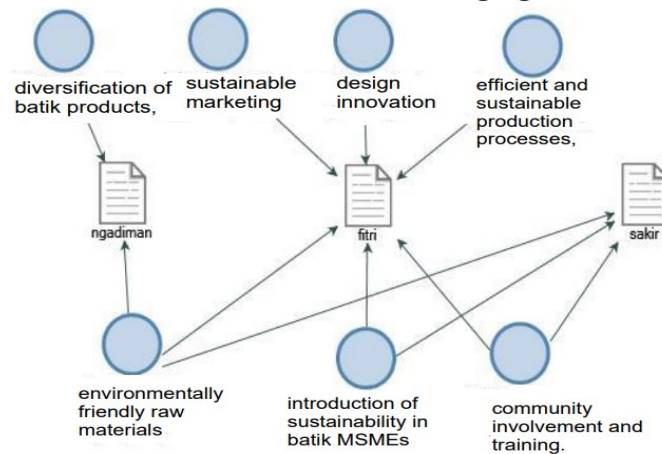 diversification of
batik products,
sustainable
marketing
design
innovation
efficient and
sustainable
production
processes,
ngadiman
fitri
sakir
environmentally
friendly raw
materials
introduction of
sustainability in
batik MSMEs
community
involvement and
training.